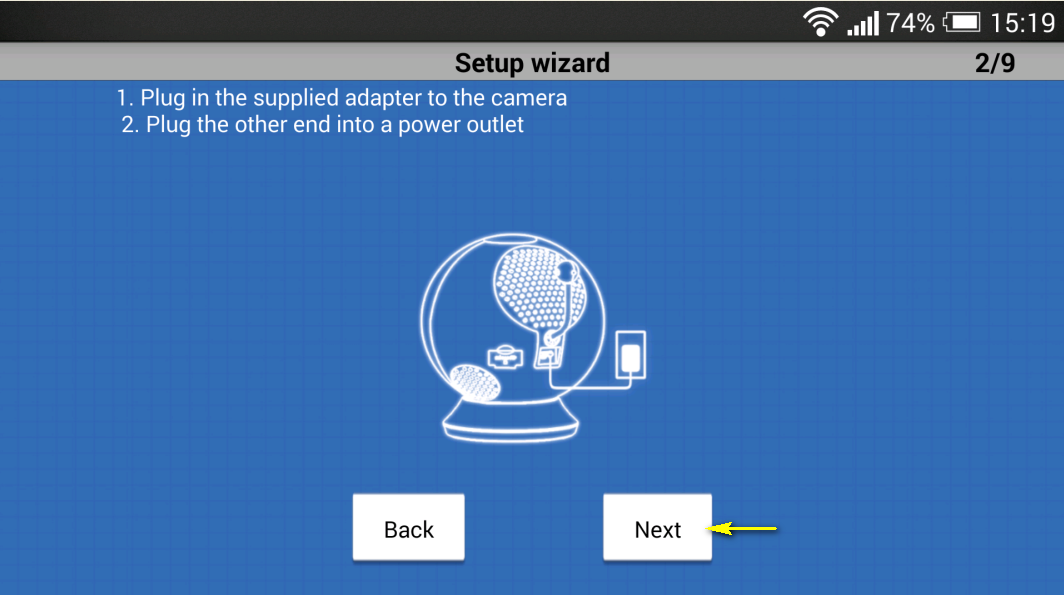 74% 15:19
Setup wizard 2/9
1. Plug in the supplied adapter to the camera
2. Plug the other end into a power outlet
Back Next